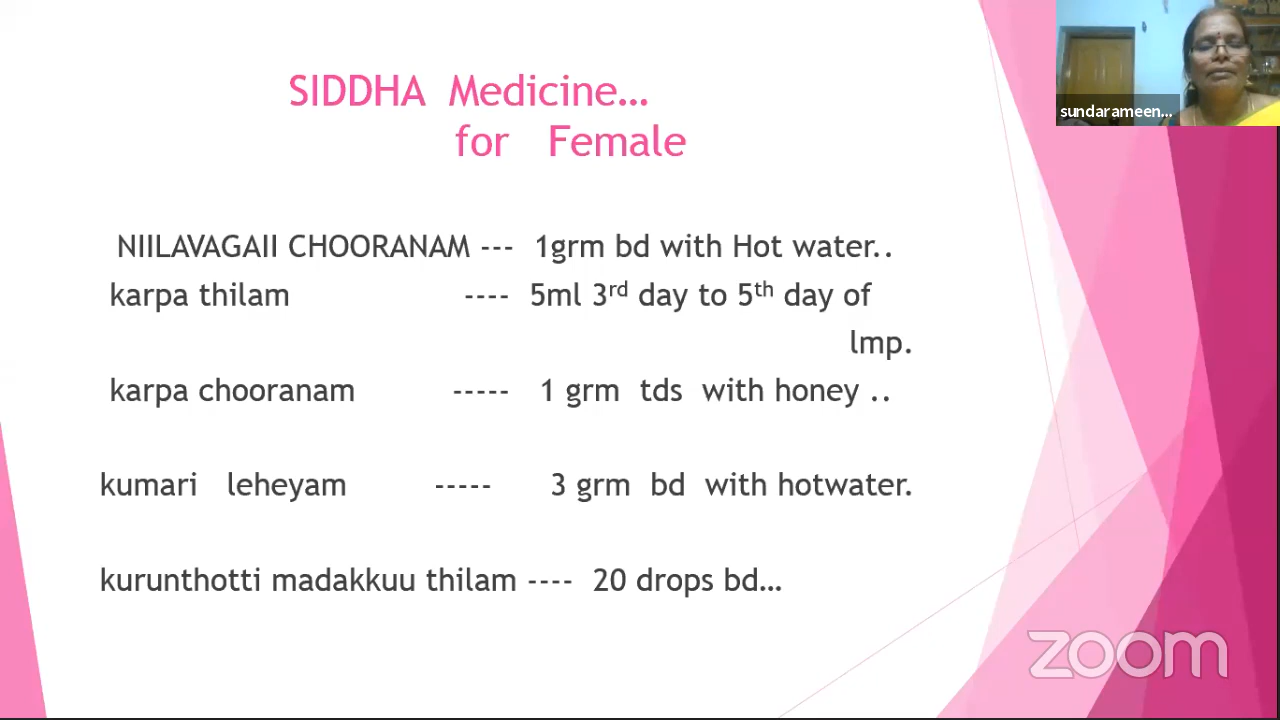 SIDDHA Medicine…
for Female
sundarameen...
NIILAVAGAII CHOORANAM --- 1grm bd with Hot water..
karpa thilam ---- 5ml 3rd day to 5th day of
lmp.
karpa chooranam ----- 1 grm tds with honey ..
kumari leheyam ----- 3 grm bd with hotwater.
kurunthotti madakkuu thilam ---- 20 drops bd…
zoom